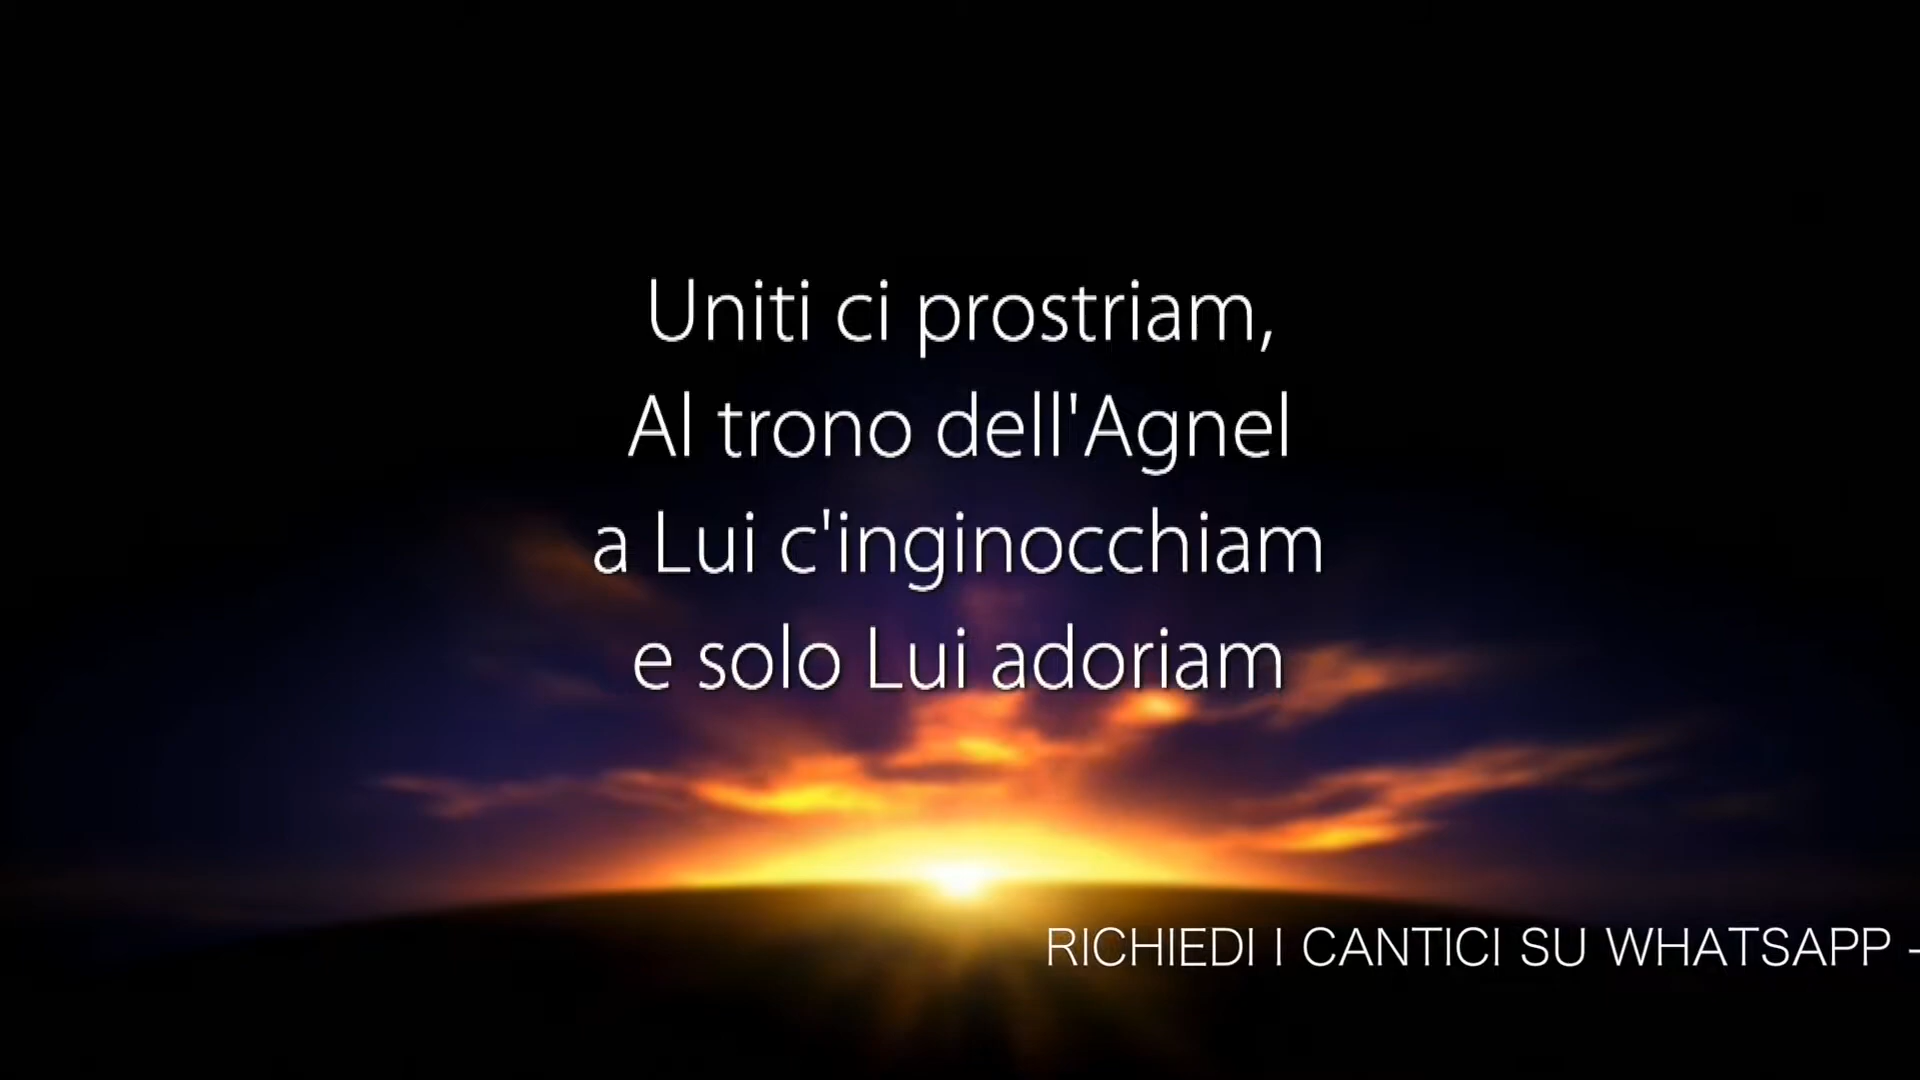 Uniti ci prostriam,
Al trono dell'Agnel
a Lui c'inginocchiam
e solo Lui adoriam
RICHIEDI I CANTICI SU WHATSAPP -